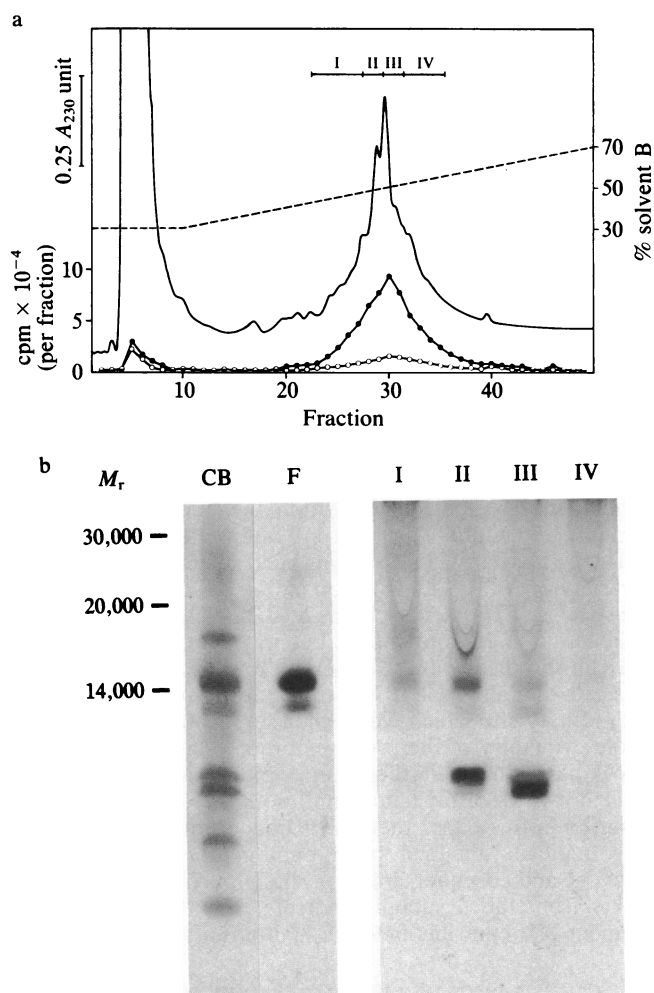 a
I II III IV
0.25 A230 unit
70
50
30
% solvent B
10
5
0
cpm × 10⁻⁴
(per fraction)
10 20 30 40
Fraction
b
Mr CB F I II III IV
30,000
20,000
14,000